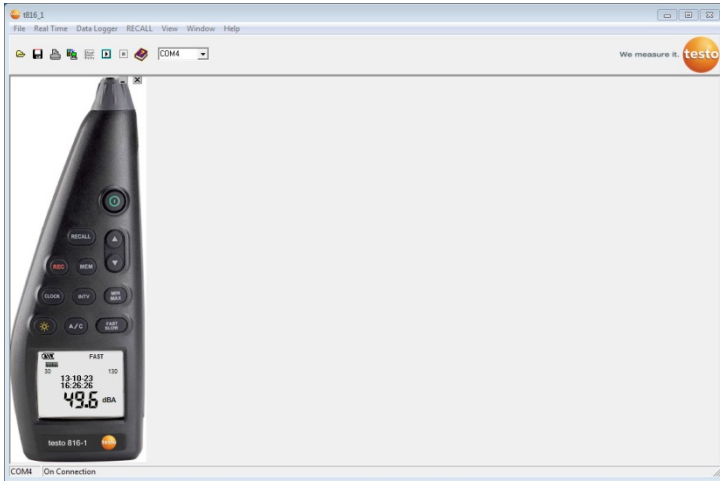 t816_1
File Real Time Data Logger RECALL View Window Help
COM4
We measure it. testo
RECALL
REC MEM
CLOCK INTV MIN MAX
A/C FAST SLOW
FAST
30 130
13-10-23
16:26:26
49.6 dBA
testo 816-1
COM4 On Connection